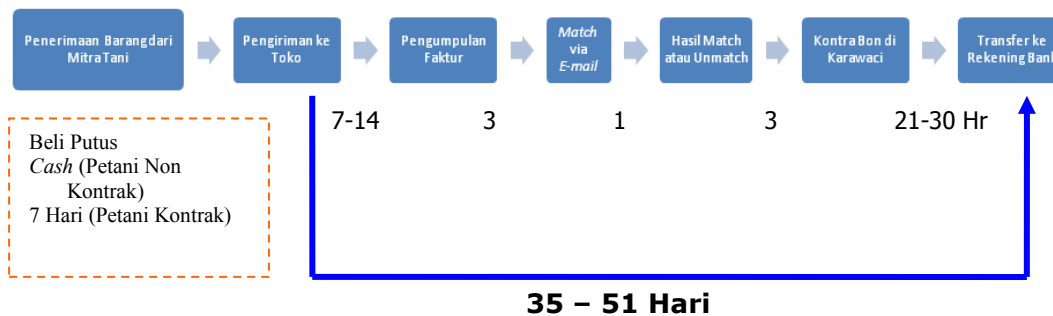 Penerimaan Barang dari
Mitra Tani
Pengiriman ke
Toko
Pengumpulan
Faktur
Match
via
E-mail
Hasil Match
atau Unmatch
Kontra Bon di
Karawaci
Transfer ke
Rekening Bank
7-14
3
1
3
21-30 Hr
Beli Putus
Cash (Petani Non
Kontrak)
7 Hari (Petani Kontrak)
35 – 51 Hari